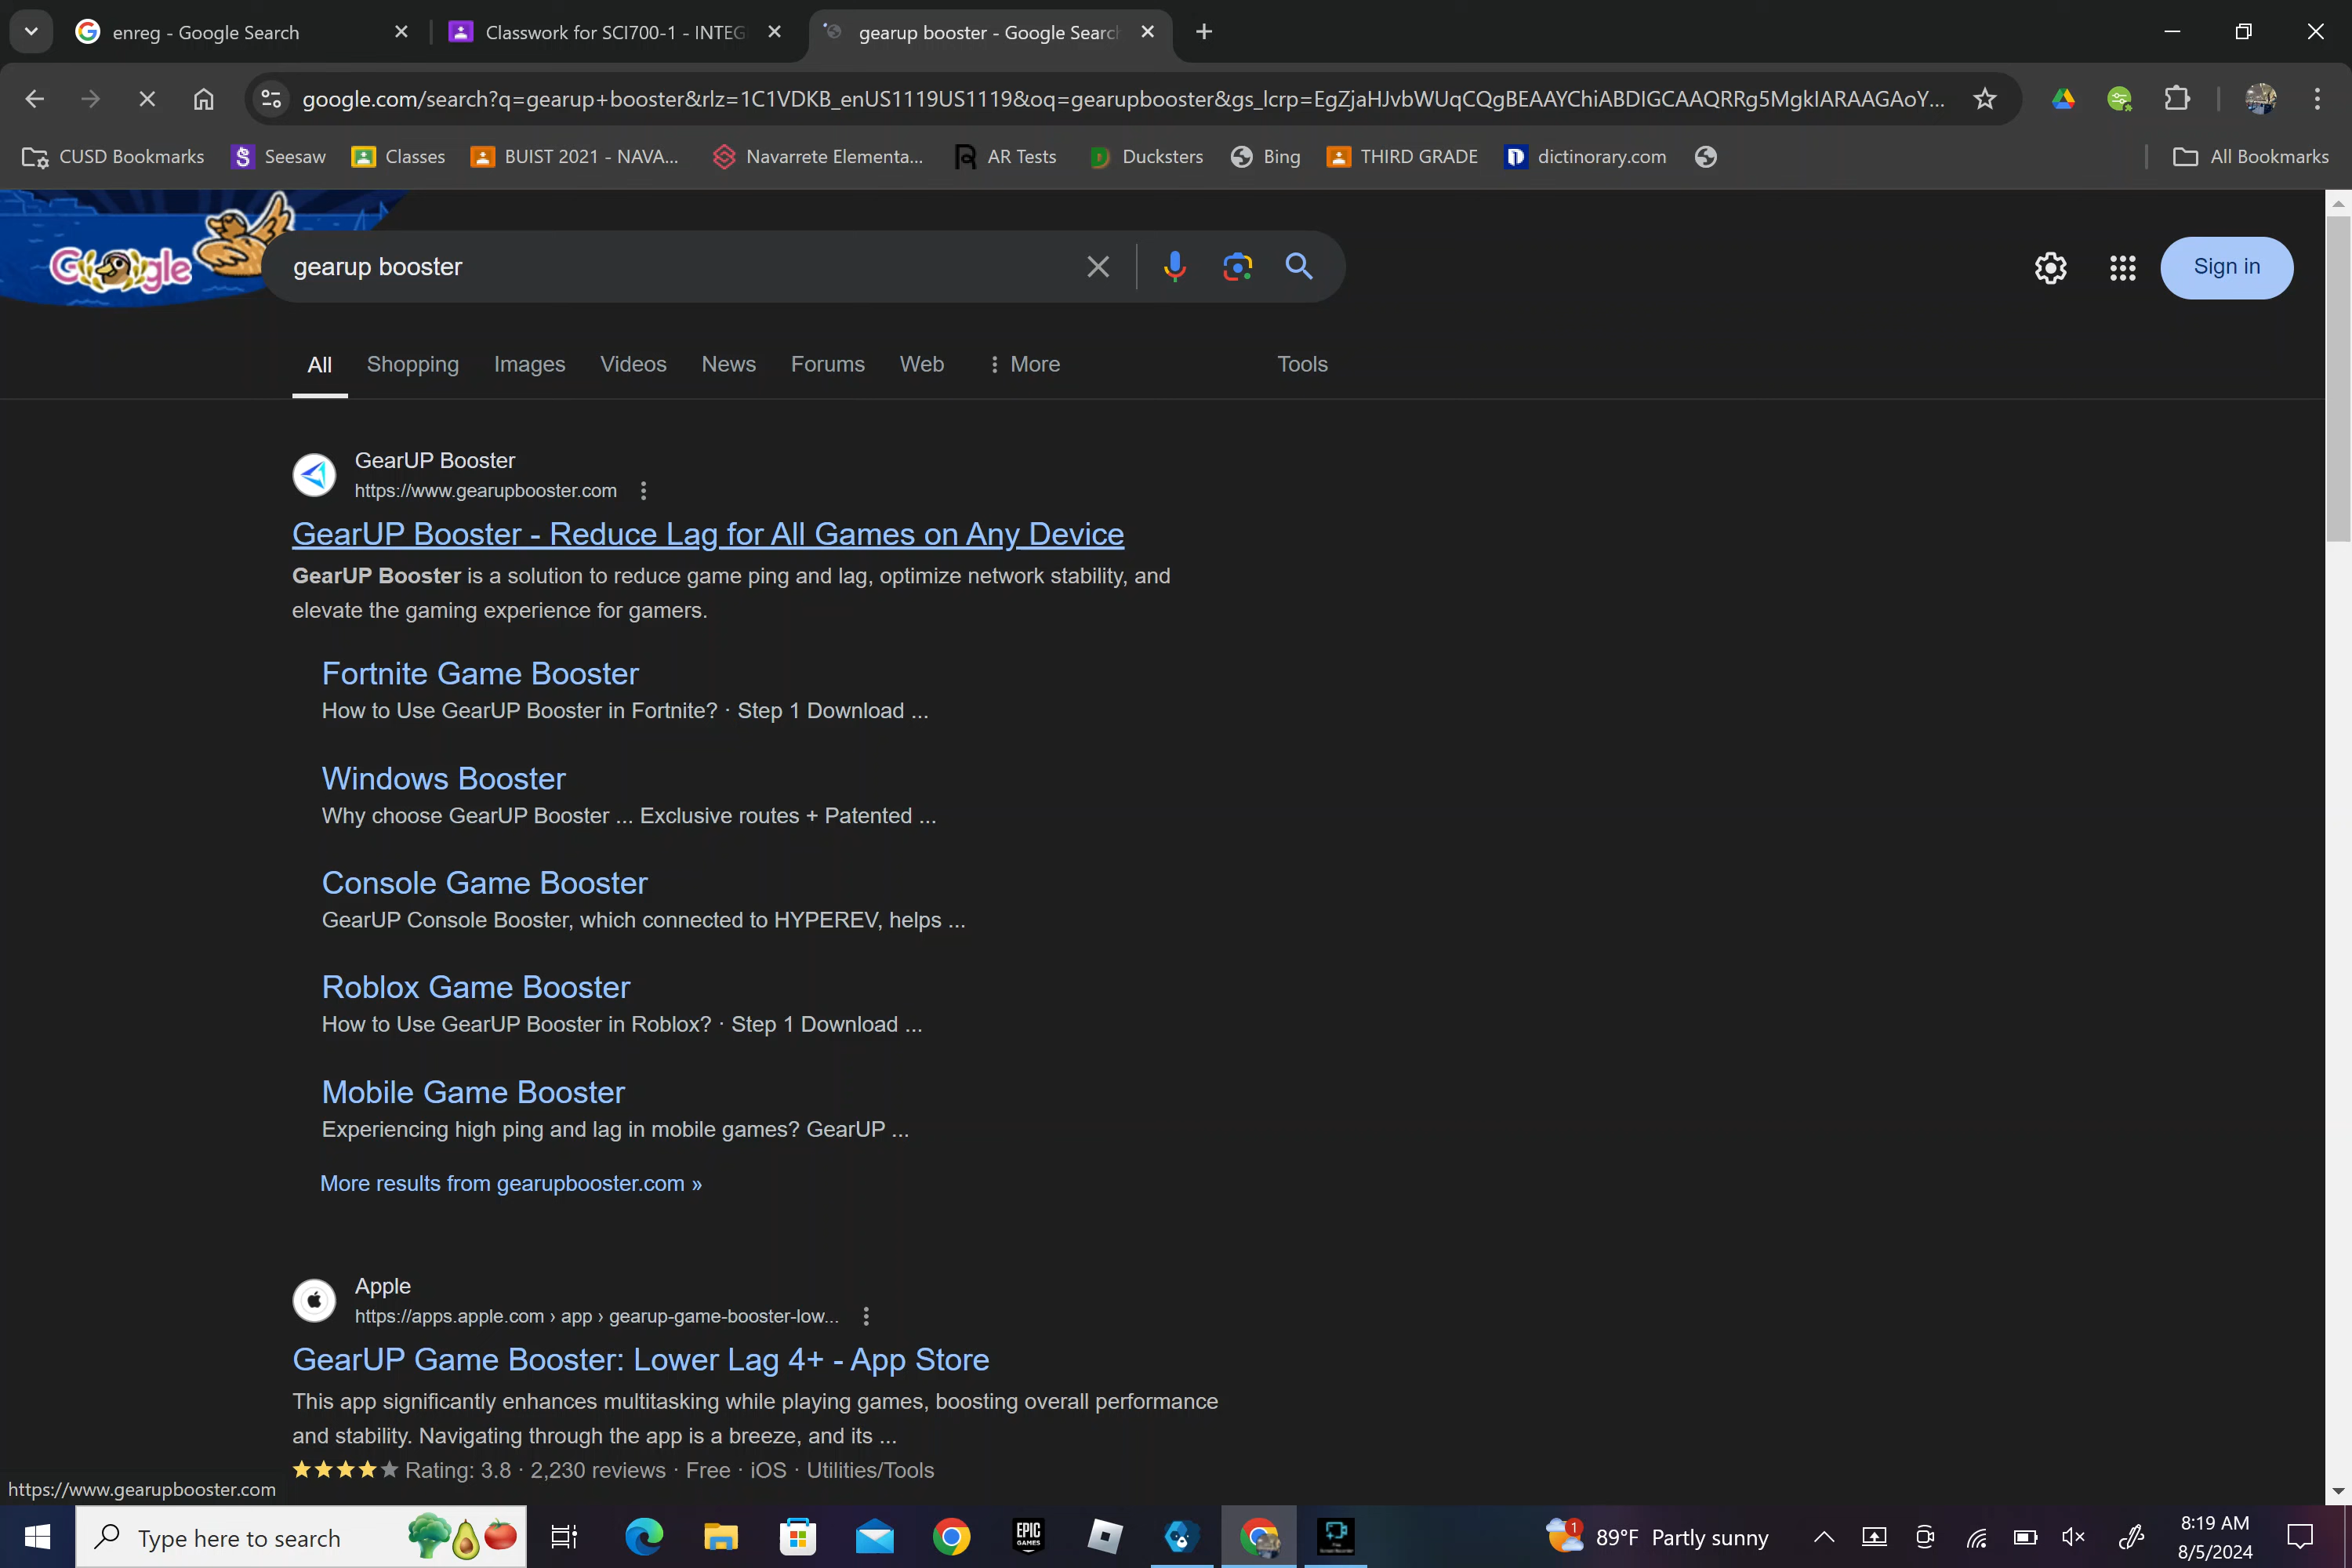 enreg - Google Search
Classwork for SCI700-1 - INTEG
gearup booster - Google Search
google.com/search?q=gearup+booster&rlz=1C1VDKB_enUS1119US1119&oq=gearupbooster&gs_lcrp=EgZjaHJvbWUqCQgBEAAYChiABDIGCAAQRRg5MgkIARAAGAoY...
CUSD Bookmarks
Seesaw
Classes
BUIST 2021 - NAVA...
Navarrete Elementa...
AR Tests
Ducksters
Bing
THIRD GRADE
dictinorary.com
All Bookmarks
Google
gearup booster
Sign in
All Shopping Images Videos News Forums Web More Tools
GearUP Booster
https://www.gearupbooster.com
GearUP Booster - Reduce Lag for All Games on Any Device
GearUP Booster is a solution to reduce game ping and lag, optimize network stability, and
elevate the gaming experience for gamers.
Fortnite Game Booster
How to Use GearUP Booster in Fortnite? · Step 1 Download ...
Windows Booster
Why choose GearUP Booster ... Exclusive routes + Patented ...
Console Game Booster
GearUP Console Booster, which connected to HYPEREV, helps ...
Roblox Game Booster
How to Use GearUP Booster in Roblox? · Step 1 Download ...
Mobile Game Booster
Experiencing high ping and lag in mobile games? GearUP ...
More results from gearupbooster.com »
Apple
https://apps.apple.com › app › gearup-game-booster-low...
GearUP Game Booster: Lower Lag 4+ - App Store
This app significantly enhances multitasking while playing games, boosting overall performance
and stability. Navigating through the app is a breeze, and its ...
Rating: 3.8 · 2,230 reviews · Free · iOS · Utilities/Tools
https://www.gearupbooster.com
Type here to search
EPIC
GAMES
1
89°F Partly sunny
8:19 AM
8/5/2024